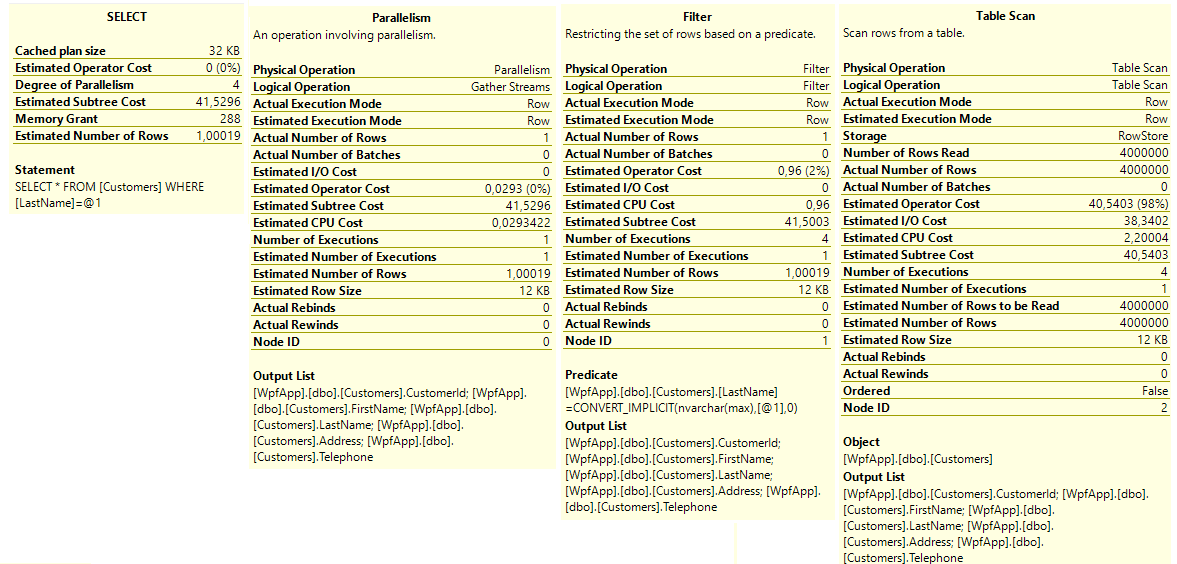 SELECT
Cached plan size 32 KB
Estimated Operator Cost 0 (0%)
Degree of Parallelism 4
Estimated Subtree Cost 41,5296
Memory Grant 288
Estimated Number of Rows 1,00019
Statement
SELECT * FROM [Customers] WHERE
[LastName]=@1
Parallelism
An operation involving parallelism.
Physical Operation Parallelism
Logical Operation Gather Streams
Actual Execution Mode Row
Estimated Execution Mode Row
Actual Number of Rows 1
Actual Number of Batches 0
Estimated I/O Cost 0
Estimated Operator Cost 0,0293 (0%)
Estimated Subtree Cost 41,5296
Estimated CPU Cost 0,0293422
Number of Executions 1
Estimated Number of Executions 1
Estimated Number of Rows 1,00019
Estimated Row Size 12 KB
Actual Rebinds 0
Actual Rewinds 0
Node ID 0
Output List
[WpfApp].[dbo].[Customers].CustomerId; [WpfApp].
[dbo].[Customers].FirstName; [WpfApp].[dbo].
[Customers].LastName; [WpfApp].[dbo].
[Customers].Address; [WpfApp].[dbo].
[Customers].Telephone
Filter
Restricting the set of rows based on a predicate.
Physical Operation Filter
Logical Operation Filter
Actual Execution Mode Row
Estimated Execution Mode Row
Actual Number of Rows 1
Actual Number of Batches 0
Estimated Operator Cost 0,96 (2%)
Estimated I/O Cost 0
Estimated CPU Cost 0,96
Estimated Subtree Cost 41,5003
Number of Executions 4
Estimated Number of Executions 1
Estimated Number of Rows 1,00019
Estimated Row Size 12 KB
Actual Rebinds 0
Actual Rewinds 0
Node ID 1
Predicate
[WpfApp].[dbo].[Customers].[LastName]
=CONVERT_IMPLICIT(nvarchar(max),[@1],0)
Output List
[WpfApp].[dbo].[Customers].CustomerId;
[WpfApp].[dbo].[Customers].FirstName;
[WpfApp].[dbo].[Customers].LastName;
[WpfApp].[dbo].[Customers].Address; [WpfApp].
[dbo].[Customers].Telephone
Table Scan
Scan rows from a table.
Physical Operation Table Scan
Logical Operation Table Scan
Actual Execution Mode Row
Estimated Execution Mode Row
Storage RowStore
Number of Rows Read 4000000
Actual Number of Rows 4000000
Actual Number of Batches 0
Estimated Operator Cost 40,5403 (98%)
Estimated I/O Cost 38,3402
Estimated CPU Cost 2,20004
Estimated Subtree Cost 40,5403
Number of Executions 4
Estimated Number of Executions 1
Estimated Number of Rows to be Read 4000000
Estimated Number of Rows 4000000
Estimated Row Size 12 KB
Actual Rebinds 0
Actual Rewinds 0
Ordered False
Node ID 2
Object
[WpfApp].[dbo].[Customers]
Output List
[WpfApp].[dbo].[Customers].CustomerId; [WpfApp].[dbo].
[Customers].FirstName; [WpfApp].[dbo].
[Customers].LastName; [WpfApp].[dbo].
[Customers].Address; [WpfApp].[dbo].
[Customers].Telephone